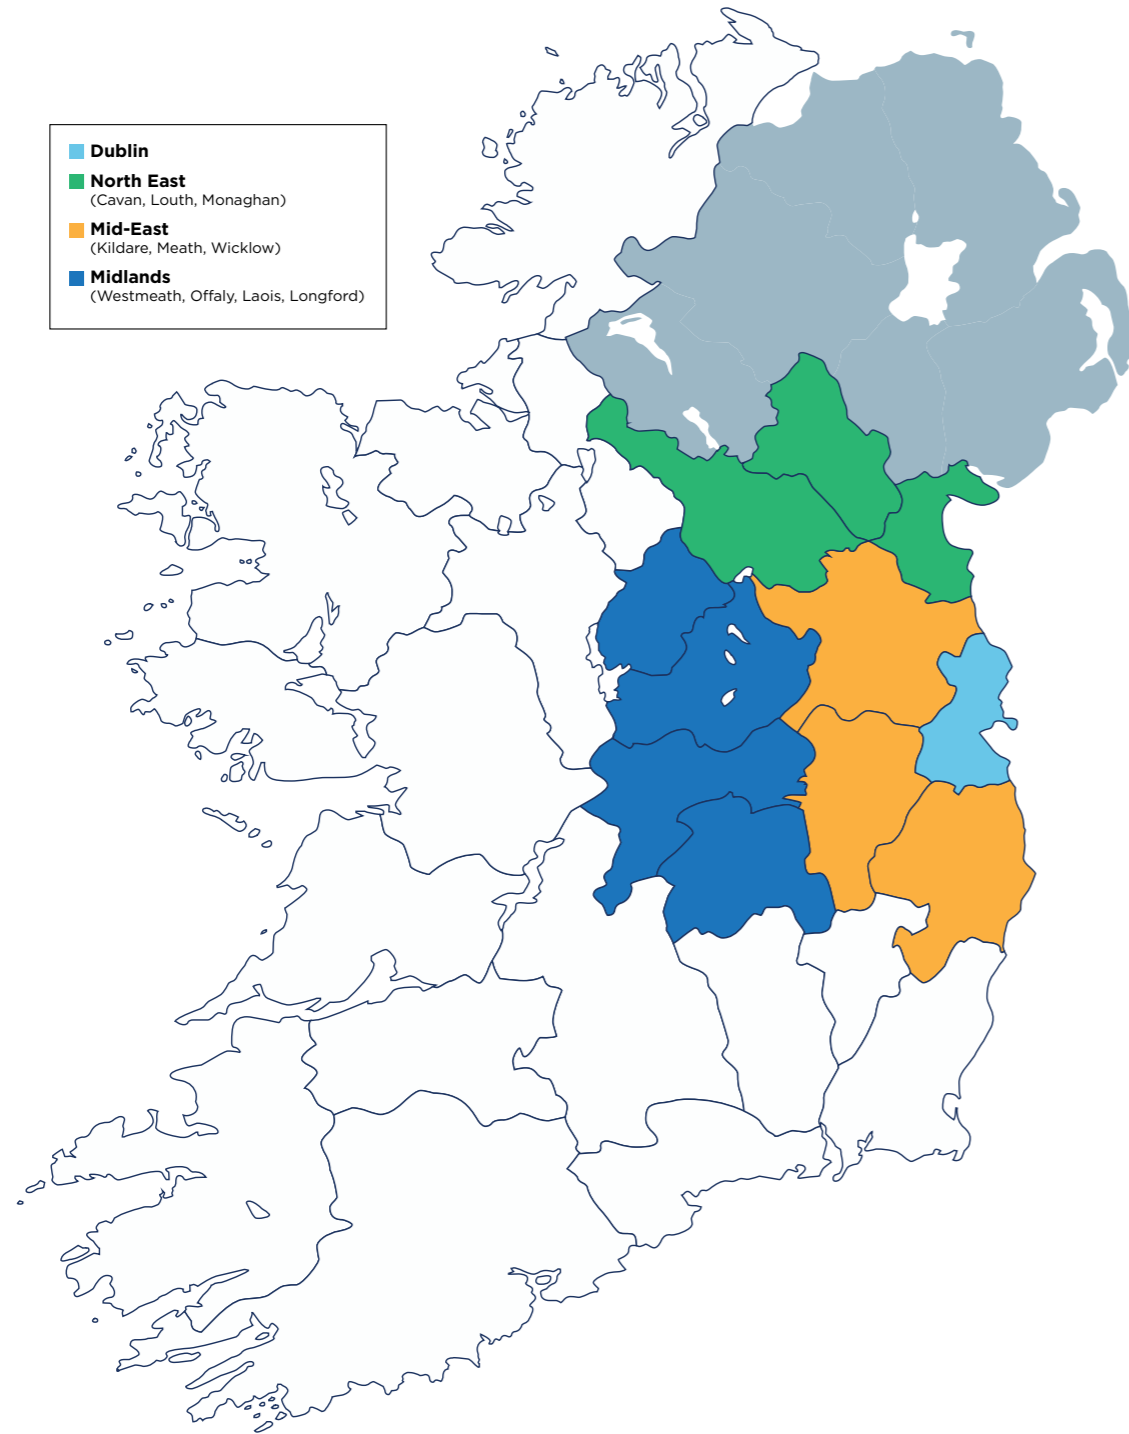 Dublin
North East
(Cavan, Louth, Monaghan)
Mid-East
(Kildare, Meath, Wicklow)
Midlands
(Westmeath, Offaly, Laois, Longford)